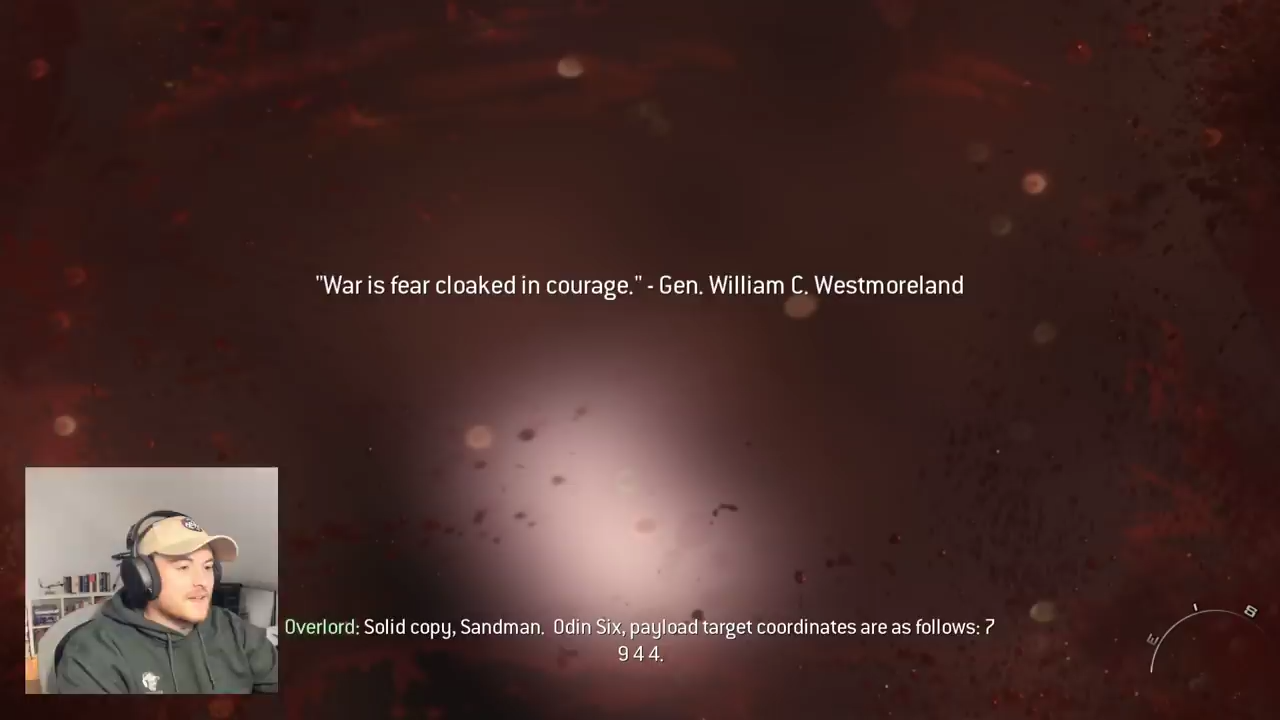 "War is fear cloaked in courage." - Gen. William C. Westmoreland
Overlord: Solid copy, Sandman.  Odin Six, payload target coordinates are as follows: 7
9 4 4.
E
S